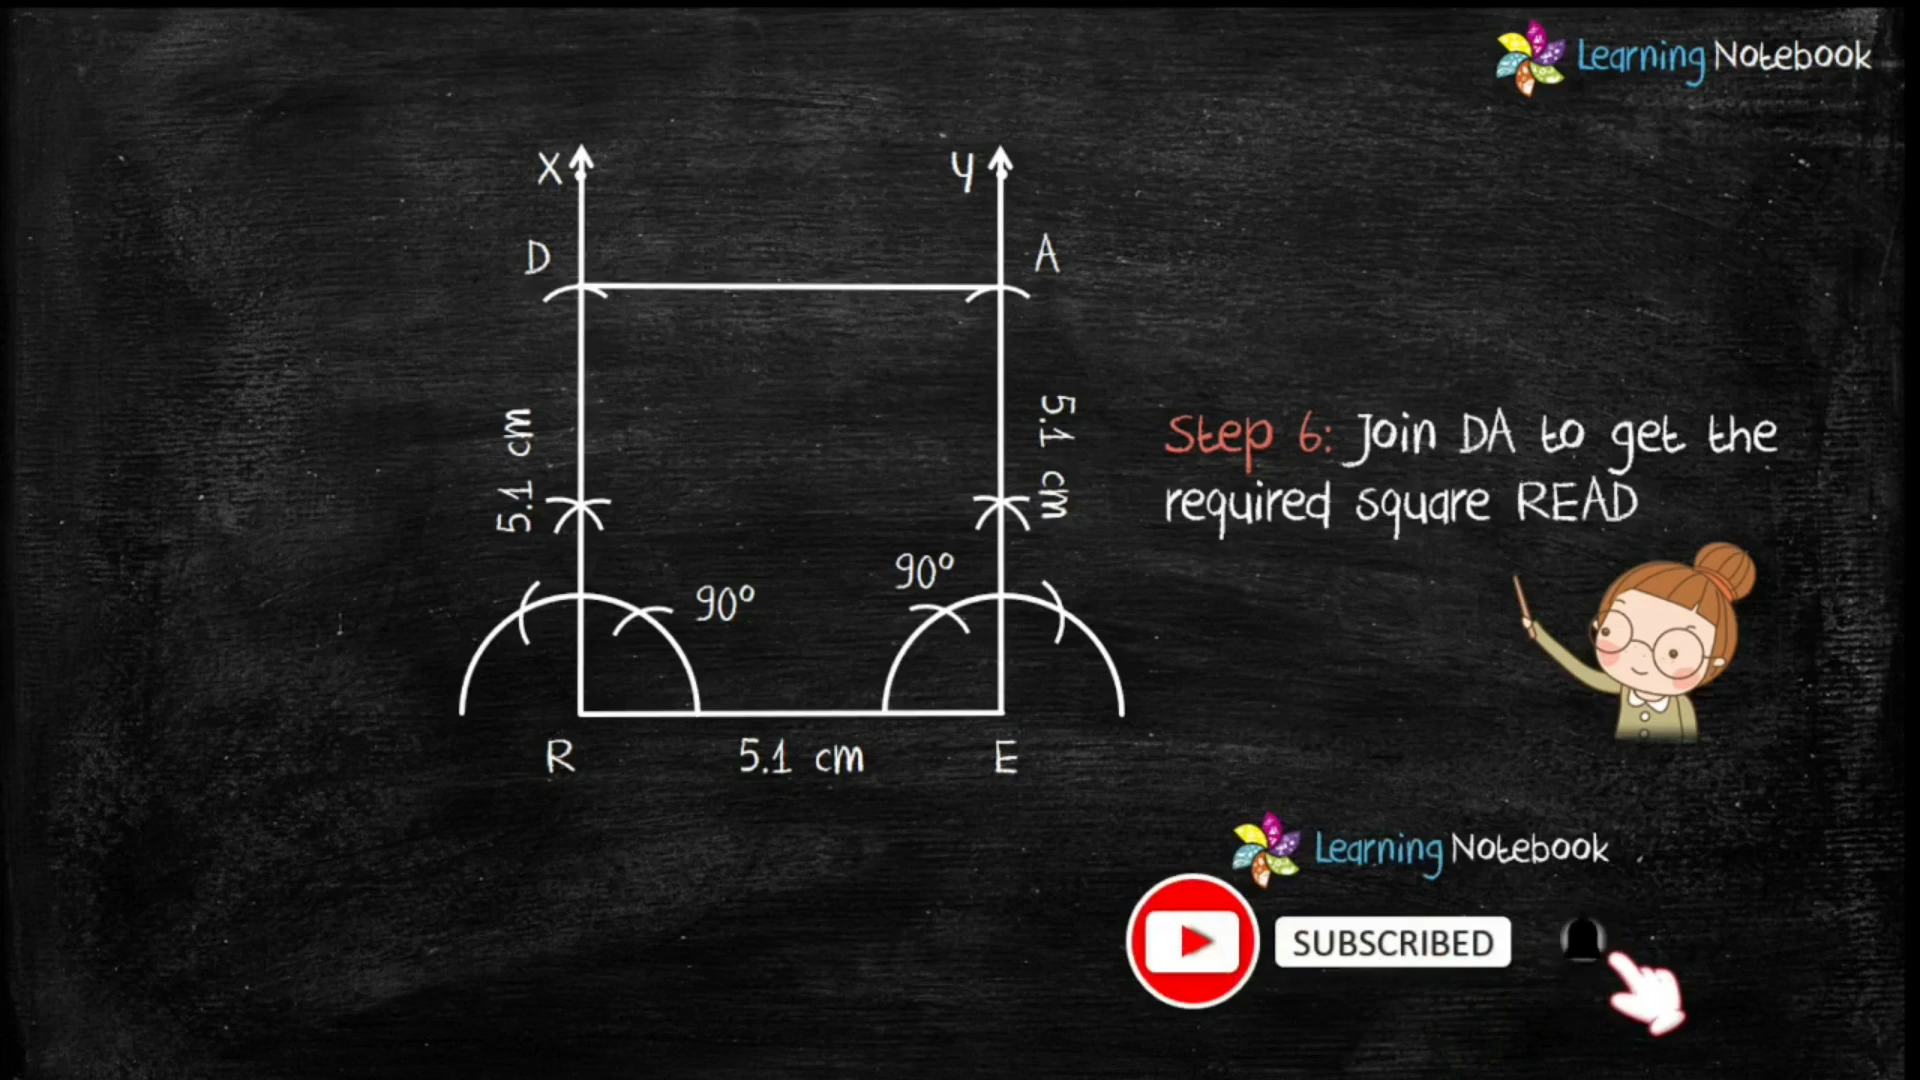 Learning Notebook
X
Y
D
A
5.1 cm
5.1 cm
Step 6: Join DA to get the
required square READ
90°
90°
R
5.1 cm
E
Learning Notebook
SUBSCRIBED